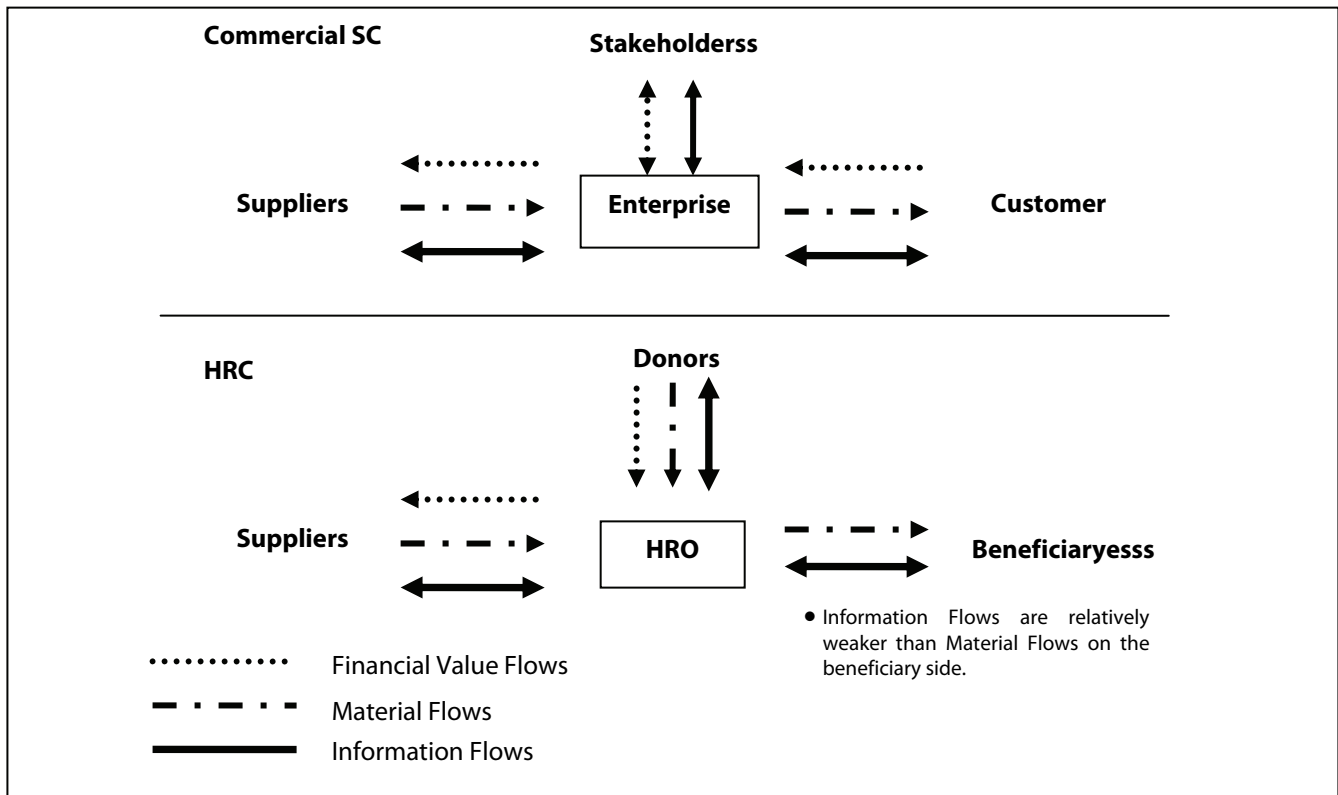 Commercial SC
Stakeholderss
Suppliers
Enterprise
Customer
HRC
Donors
Suppliers
HRO
Beneficiaryesss
• Information Flows are relatively
weaker than Material Flows on the
beneficiary side.
Financial Value Flows
Material Flows
Information Flows